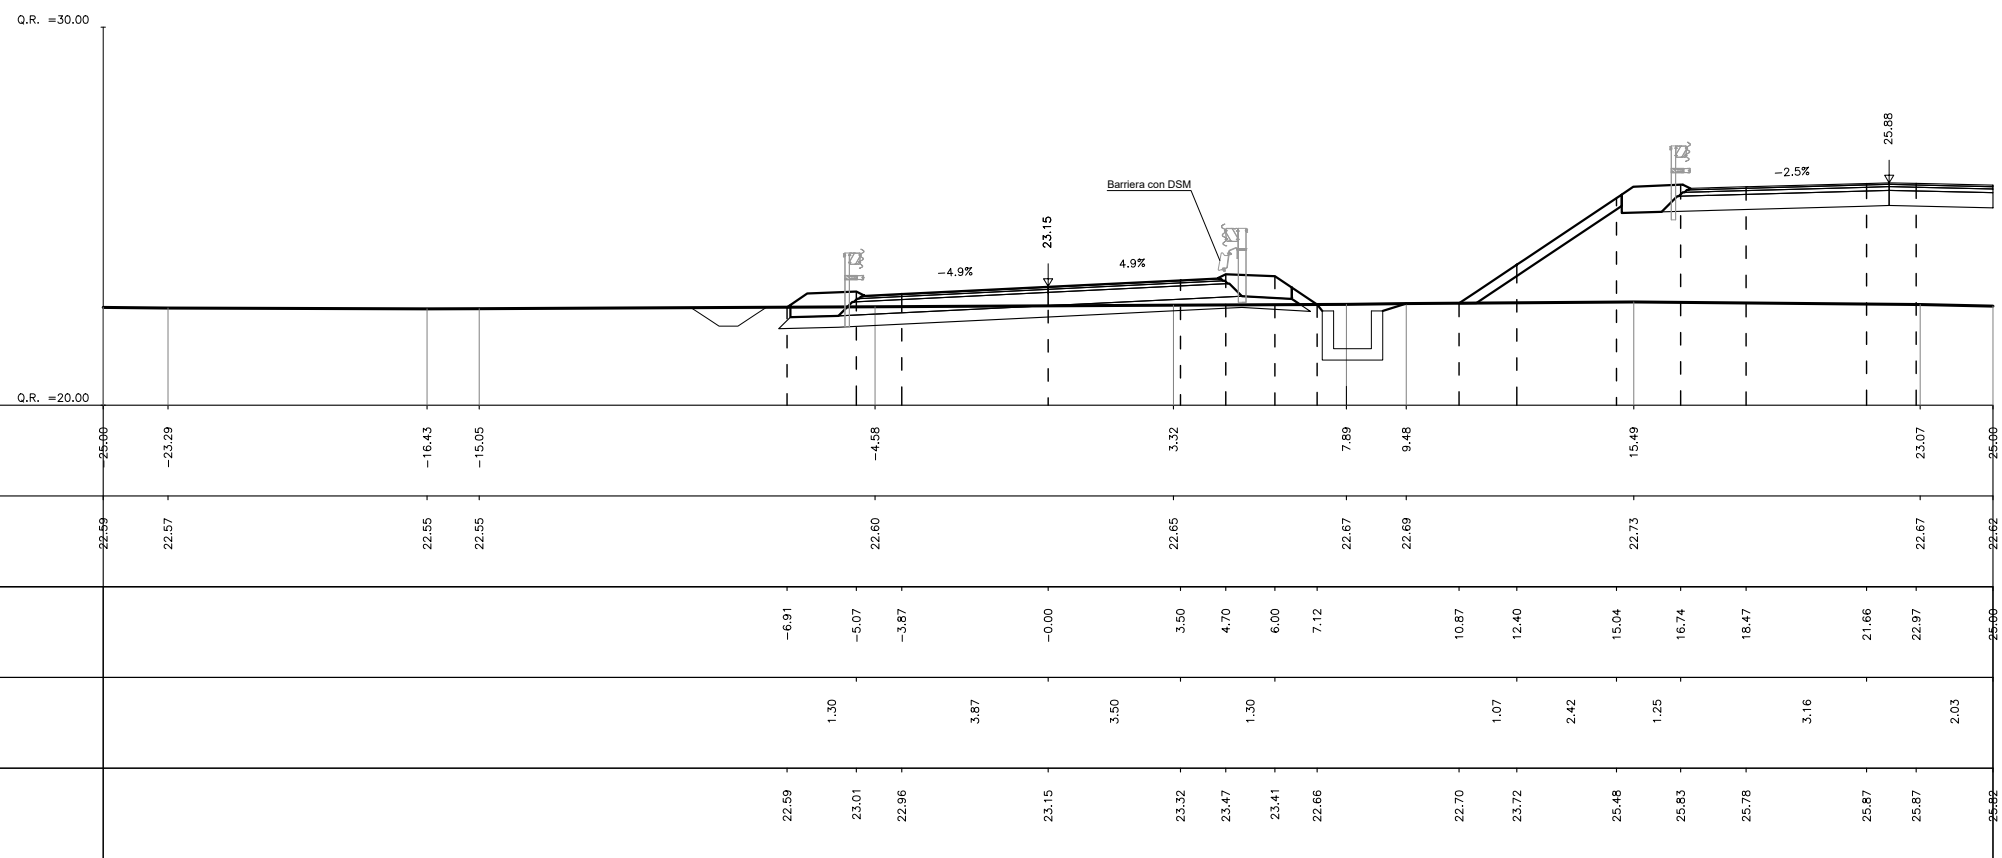 Q.R. =30.00
25.88
-2.5%
Barriera con DSM
23.15
-4.9%
4.9%
Q.R. =20.00
-25.00 -23.29 -16.43 -15.05 -4.58 3.32 7.89 9.48 15.49 23.07 25.00
22.59 22.57 22.55 22.55 22.60 22.65 22.67 22.69 22.73 22.67 22.62
-6.91 -5.07 -3.87 -0.00 3.50 4.70 6.00 7.12 10.87 12.40 15.04 16.74 18.47 21.66 22.97 25.00
1.30 3.87 3.50 1.30 1.07 2.42 1.25 3.16 2.03
22.59 23.01 22.96 23.15 23.32 23.47 23.41 22.66 22.70 23.72 25.48 25.83 25.78 25.87 25.87 25.82